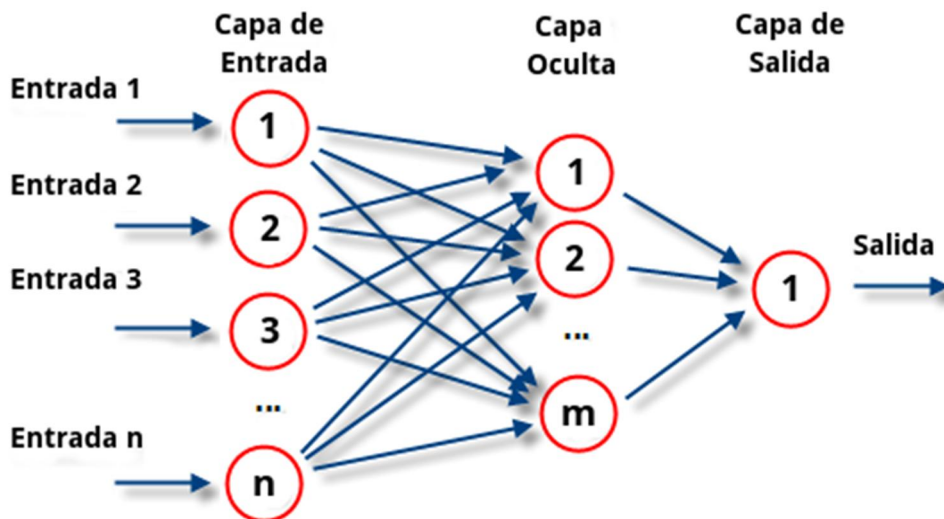 Capa de
Entrada
Capa
Oculta
Capa de
Salida
Entrada 1
1
1
Entrada 2
2
2
Salida
1
Entrada 3
3
...
m
...
Entrada n
n